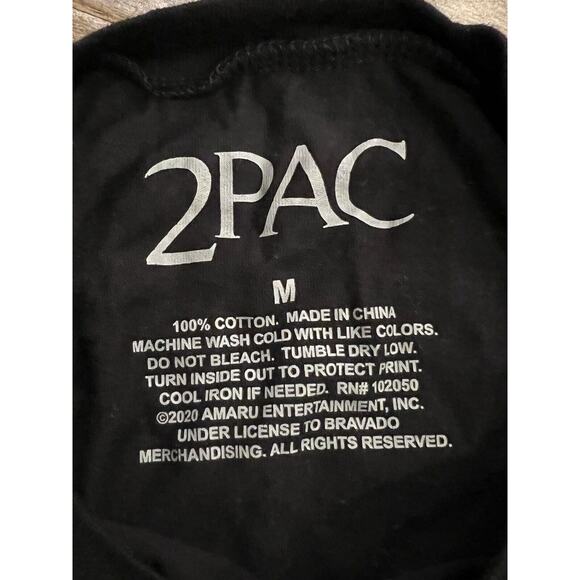 2PAC
M
100% COTTON. MADE IN CHINA
MACHINE WASH COLD WITH LIKE COLORS.
DO NOT BLEACH. TUMBLE DRY LOW.
TURN INSIDE OUT TO PROTECT PRINT.
COOL IRON IF NEEDED. RN# 102050
©2020 AMARU ENTERTAINMENT, INC.
UNDER LICENSE TO BRAVADO
MERCHANDISING. ALL RIGHTS RESERVED.